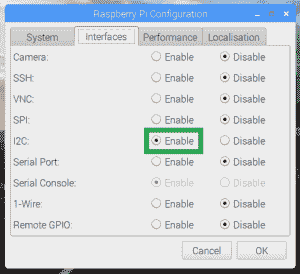 Raspberry Pi Configuration
System Interfaces Performance Localisation
Camera: Enable Disable
SSH: Enable Disable
VNC: Enable Disable
SPI: Enable Disable
I2C: Enable Disable
Serial Port: Enable Disable
Serial Console: Enable Disable
1-Wire: Enable Disable
Remote GPIO: Enable Disable
Cancel OK